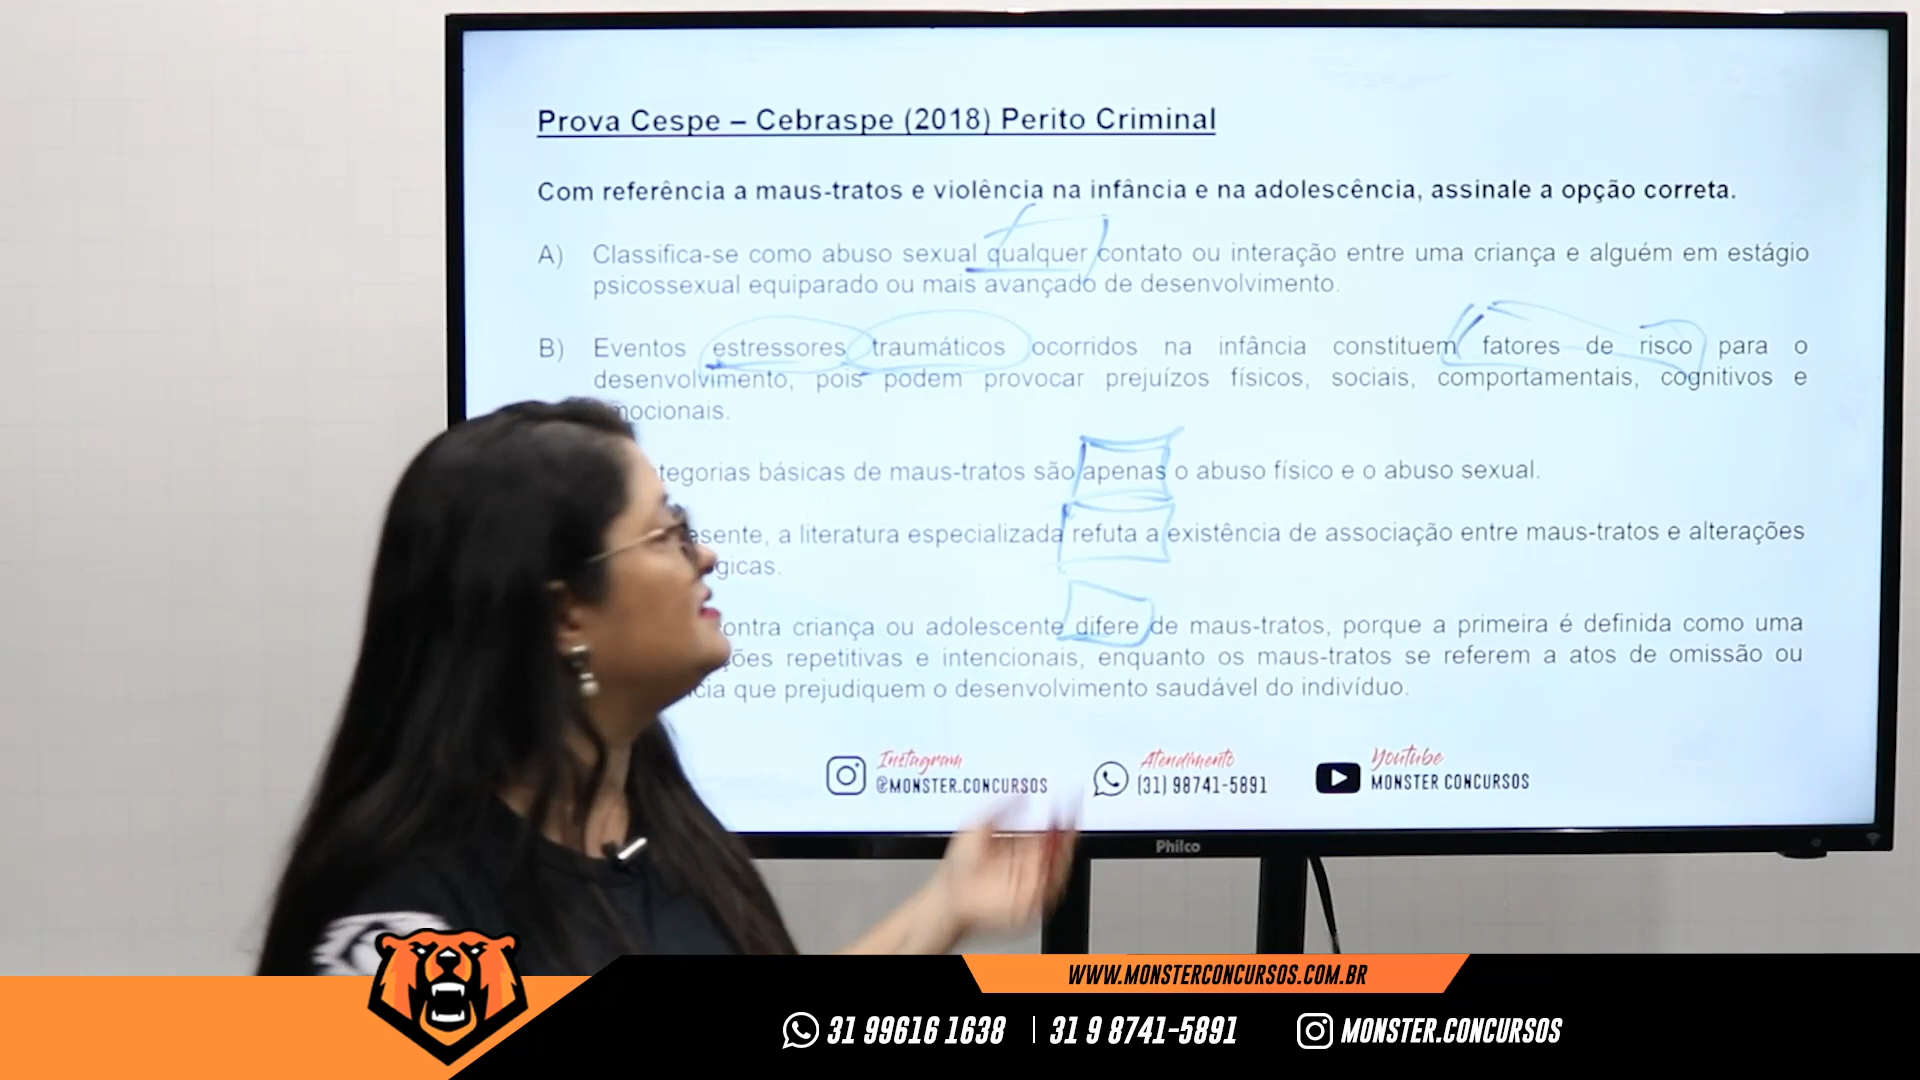 Prova Cespe – Cebraspe (2018) Perito Criminal
Com referência a maus-tratos e violência na infância e na adolescência, assinale a opção correta.
A) Classifica-se como abuso sexual qualquer contato ou interação entre uma criança e alguém em estágio
psicossexual equiparado ou mais avançado de desenvolvimento.
B) Eventos estressores traumáticos ocorridos na infância constituem fatores de risco para o
desenvolvimento, pois podem provocar prejuízos físicos, sociais, comportamentais, cognitivos e
mocionais.
tegorias básicas de maus-tratos são apenas o abuso físico e o abuso sexual.
esente, a literatura especializada refuta a existência de associação entre maus-tratos e alterações
gicas.
ontra criança ou adolescente difere de maus-tratos, porque a primeira é definida como uma
ões repetitivas e intencionais, enquanto os maus-tratos se referem a atos de omissão ou
cia que prejudiquem o desenvolvimento saudável do indivíduo.
Instagram
@MONSTER.CONCURSOS
Atendimento
(31) 98741-5891
Youtube
MONSTER CONCURSOS
Philco
WWW.MONSTERCONCURSOS.COM.BR
31 99616 1638 | 31 9 8741-5891
MONSTER.CONCURSOS